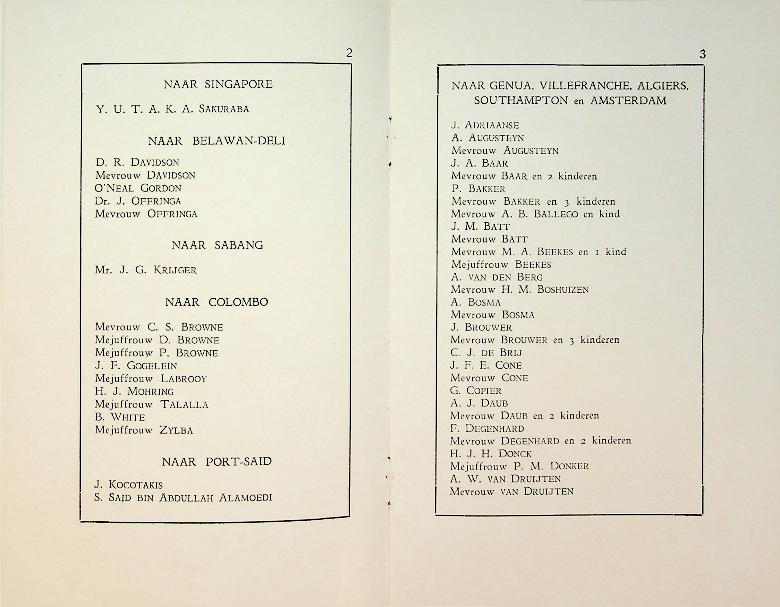 2
NAAR SINGAPORE
Y. U. T. A. K. A. SAKURABA
NAAR BELAWAN-DELI
D. R. DAVIDSON
Mevrouw DAVIDSON
O'NEAL GORDON
Dr. J. OFFRINGA
Mevrouw OFFRINGA
NAAR SABANG
Mr. J. G. KRIJGER
NAAR COLOMBO
Mevrouw C. S. BROWNE
Mejuffrouw D. BROWNE
Mejuffrouw P. BROWNE
J. F. GOGELEIN
Mejuffrouw LABROOY
H. J. MOHRING
Mejuffrouw TALALLA
B. WHITE
Mejuffrouw ZYLBA
NAAR PORT-SAID
J. KOCOTAKIS
S. SAID BIN ABDULLAH ALAMOEDI
3
NAAR GENUA, VILLEFRANCHE, ALGIERS,
SOUTHAMPTON en AMSTERDAM
J. ADRIAANSE
A. AUGUSTEYN
Mevrouw AUGUSTEYN
J. A. BAAR
Mevrouw BAAR en 2 kinderen
P. BAKKER
Mevrouw BAKKER en 3 kinderen
Mevrouw A. B. BALLEGO en kind
J. M. BATT
Mevrouw BATT
Mevrouw M. A. BEEKES en 1 kind
Mejuffrouw BEEKES
A. VAN DEN BERG
Mevrouw H. M. BOSHUIZEN
A. BOSMA
Mevrouw BOSMA
J. BROUWER
Mevrouw BROUWER en 3 kinderen
C. J. DE BRIJ
J. F. E. CONE
Mevrouw CONE
G. COPIER
A. J. DAUB
Mevrouw DAUB en 2 kinderen
F. DEGENHARD
Mevrouw DEGENHARD en 2 kinderen
H. J. H. DONCK
Mejuffrouw P. M. DONKER
A. W. VAN DRUIJTEN
Mevrouw VAN DRUIJTEN